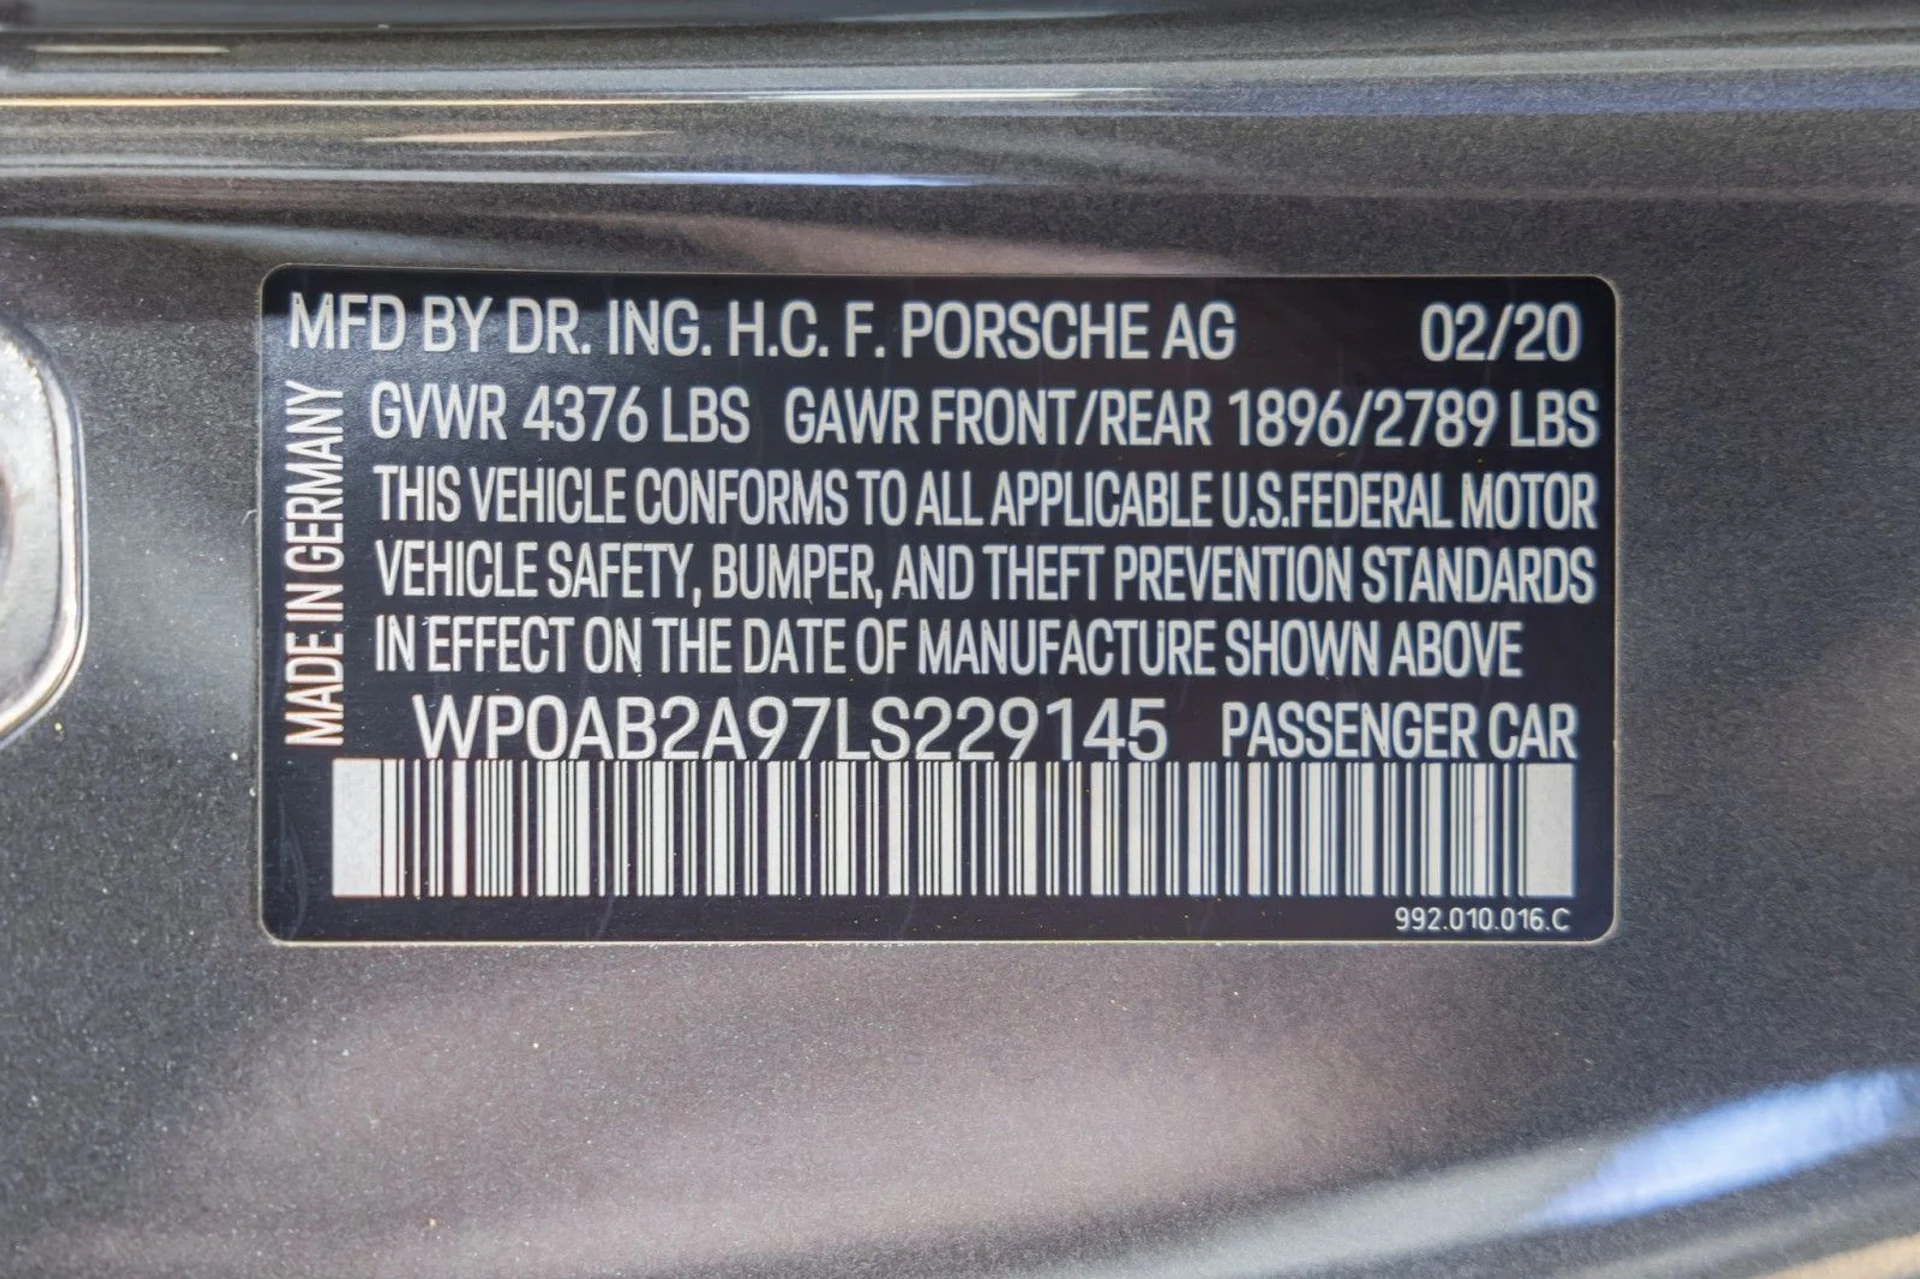 MFD BY DR. ING. H.C. F. PORSCHE AG 02/20
GVWR 4376 LBS GAWR FRONT/REAR 1896/2789 LBS
THIS VEHICLE CONFORMS TO ALL APPLICABLE U.S.FEDERAL MOTOR
VEHICLE SAFETY, BUMPER, AND THEFT PREVENTION STANDARDS
IN EFFECT ON THE DATE OF MANUFACTURE SHOWN ABOVE
WP0AB2A97LS229145 PASSENGER CAR
992.010.016.C
MADE IN GERMANY